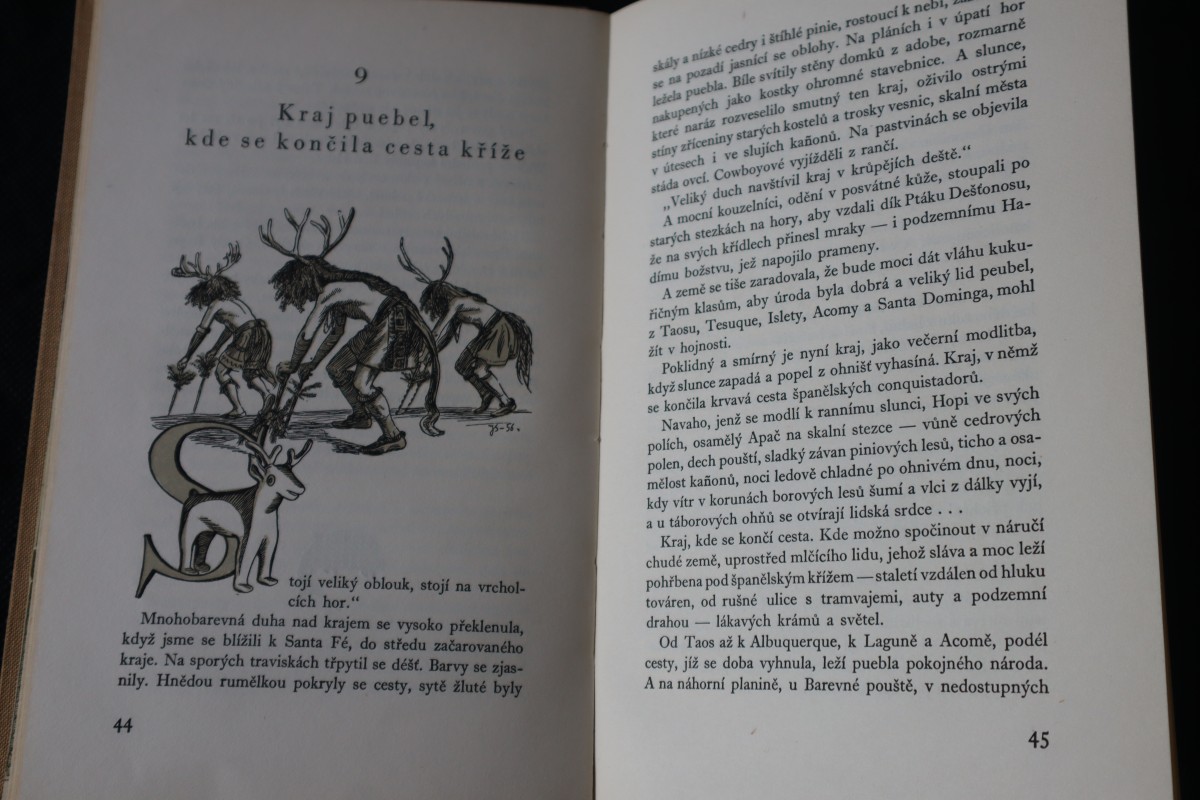 9
Kraj puebel,
kde se končila cesta kříže
JS-56.
Stojí veliký oblouk, stojí na vrchol-
cích hor."
Mnohobarevná duha nad krajem se vysoko překlenula,
když jsme se blížili k Santa Fé, do středu začarovaného
kraje. Na sporých traviskách třpytil se déšť. Barvy se zjas-
nily. Hnědou rumělkou pokryly se cesty, sytě žluté byly
44
skály a nízké cedry i štíhlé pinie, rostoucí k nebi,
se na pozadí jasnící se oblohy. Na pláních i v úpatí hor
ležela puebla. Bíle svítily stěny domků z adobe, rozmarně
nakupených jako kostky ohromné stavebnice. A slunce,
které naráz rozveselilo smutný ten kraj, oživilo ostrými
stíny zříceniny starých kostelů a trosky vesnic, skalní města
v útesech i ve slujích kañonů. Na pastvinách se objevila
stáda ovcí. Cowboyové vyjížděli z rančí.
„Veliký duch navštívil kraj v krůpějích deště."
A mocní kouzelníci, odění v posvátné kůže, stoupali po
starých stezkách na hory, aby vzdali dík Ptáku Dešťonosu,
že na svých křídlech přinesl mraky — i podzemnímu Ha-
dímu božstvu, jež napojilo prameny.
A země se tiše zaradovala, že bude moci dát vláhu kuku-
řičným klasům, aby úroda byla dobrá a veliký lid peubel,
z Taosu, Tesuque, Islety, Acomy a Santa Dominga, mohl
žít v hojnosti.
Poklidný a smírný je nyní kraj, jako večerní modlitba,
když slunce zapadá a popel z ohnišť vyhasíná. Kraj, v němž
se končila krvavá cesta španělských conquistadorů.
Navaho, jenž se modlí k rannímu slunci, Hopi ve svých
polích, osamělý Apač na skalní stezce — vůně cedrových
polen, dech pouští, sladký závan piniových lesů, ticho a osa-
mělost kañonů, noci ledově chladné po ohnivém dnu, noci,
kdy vítr v korunách borových lesů šumí a vlci z dálky vyjí,
a u táborových ohňů se otvírají lidská srdce . . .
Kraj, kde se končí cesta. Kde možno spočinout v náručí
chudé země, uprostřed mlčícího lidu, jehož sláva a moc leží
pohřbena pod španělským křížem — staletí vzdálen od hluku
továren, od rušné ulice s tramvajemi, auty a podzemní
drahou — lákavých krámů a světel.
Od Taos až k Albuquerque, k Laguně a Acomě, podél
cesty, jíž se doba vyhnula, leží puebla pokojného národa.
A na náhorní planině, u Barevné pouště, v nedostupných
45